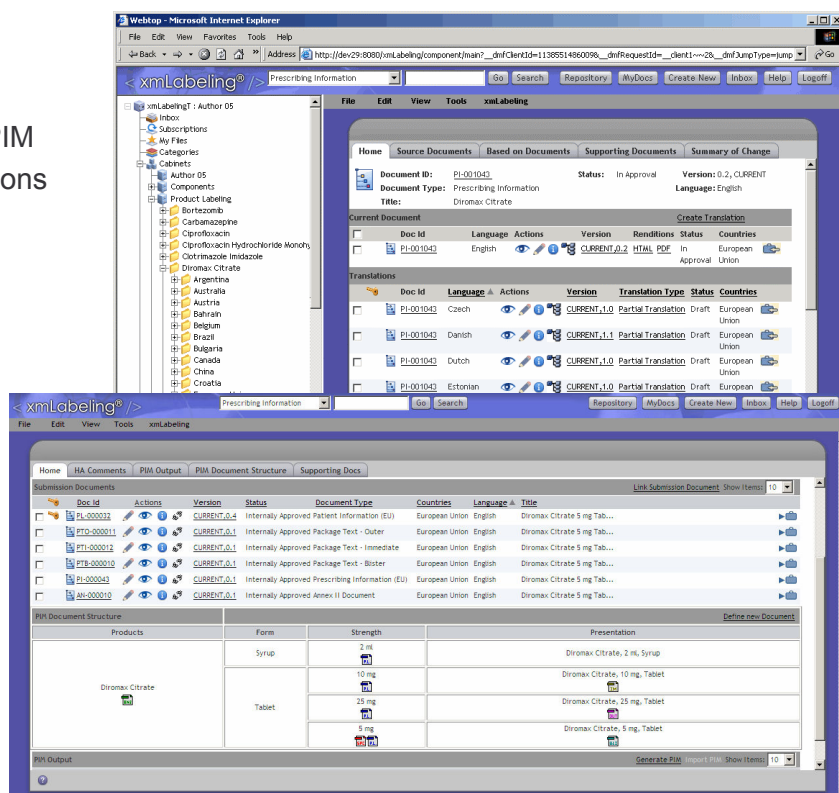 PIM
ons
Webtop - Microsoft Internet Explorer
File Edit View Favorites Tools Help
Back Address http://dev29:8080/xmLabeling/component/main?__dmfClientId=1138551486009&__dmfRequestId=__client1~~2&__dmfJumpType=jump Go
< xmLabeling® /> Prescribing Information Go Search Repository MyDocs Create New Inbox Help Logoff
File Edit View Tools xmLabeling
xmLabelingT : Author 05
Inbox
Subscriptions
My Files
Categories
Cabinets
Author 05
Components
Product Labeling
Bortezomib
Carbamazepine
Ciprofloxacin
Ciprofloxacin Hydrochloride Monohy
Clotrimazole Imidazole
Diromax Citrate
Argentina
Australia
Austria
Bahrain
Belgium
Brazil
Bulgaria
Canada
China
Croatia
Home Source Documents Based on Documents Supporting Documents Summary of Change
Document ID: PI-001043 Status: In Approval Version: 0.2, CURRENT
Document Type: Prescribing Information Language: English
Title: Diromax Citrate
Current Document Create Translation
Doc Id Language Actions Version Renditions Status Countries
PI-001043 English CURRENT,0.2 HTML PDF In Approval European Union
Translations
Doc Id Language Actions Version Translation Type Status Countries
PI-001043 Czech CURRENT,1.0 Partial Translation Draft European Union
PI-001043 Danish CURRENT,1.1 Partial Translation Draft European Union
PI-001043 Dutch CURRENT,1.0 Partial Translation Draft European Union
PI-001043 Estonian CURRENT,1.0 Partial Translation Draft European
< xmLabeling® /> Prescribing Information Go Search Repository MyDocs Create New Inbox Help Logoff
File Edit View Tools xmLabeling
Home HA Comments PIM Output PIM Document Structure Supporting Docs
Submission Documents Link Submission Document Show Items: 10
Doc Id Actions Version Status Document Type Countries Language Title
PL-000032 CURRENT,0.4 Internally Approved Patient Information (EU) European Union English Diromax Citrate 5 mg Tab...
PTO-000011 CURRENT,0.1 Internally Approved Package Text - Outer European Union English Diromax Citrate 5 mg Tab...
PTI-000012 CURRENT,0.1 Internally Approved Package Text - Immediate European Union English Diromax Citrate 5 mg Tab...
PTB-000010 CURRENT,0.1 Internally Approved Package Text - Blister European Union English Diromax Citrate 5 mg Tab...
PI-000043 CURRENT,0.1 Internally Approved Prescribing Information (EU) European Union English Diromax Citrate 5 mg Tab...
AN-000010 CURRENT,0.1 Internally Approved Annex II Document European Union English Diromax Citrate 5 mg Tab...
PIM Document Structure Define new Document
Products Form Strength Presentation
Diromax Citrate
Syrup 2 ml Diromax Citrate, 2 ml, Syrup
Tablet
10 mg Diromax Citrate, 10 mg, Tablet
25 mg Diromax Citrate, 25 mg, Tablet
5 mg Diromax Citrate, 5 mg, Tablet
PIM Output Generate PIM Import PIM Show Items: 10